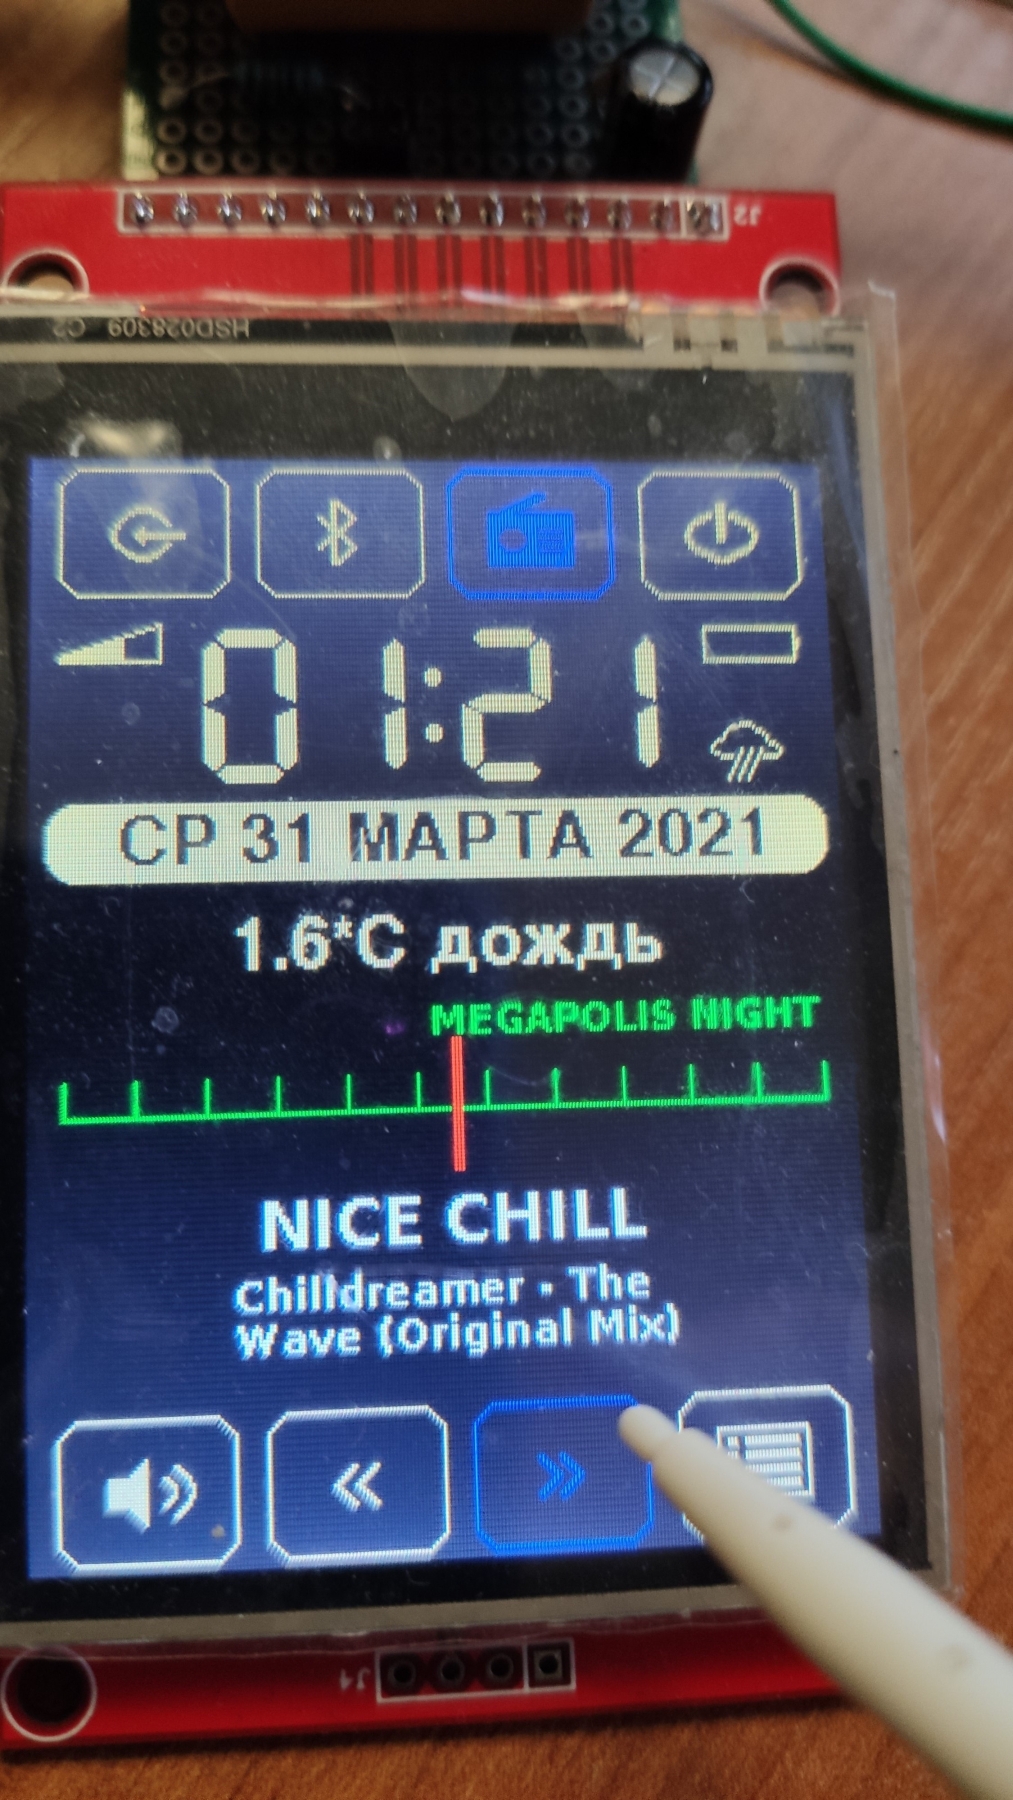 J2
HSD028309 C2
01:21
СР 31 МАРТА 2021
1.6*C дождь
MEGAPOLIS NIGHT
NICE CHILL
Chilldreamer - The
Wave (Original Mix)
J4